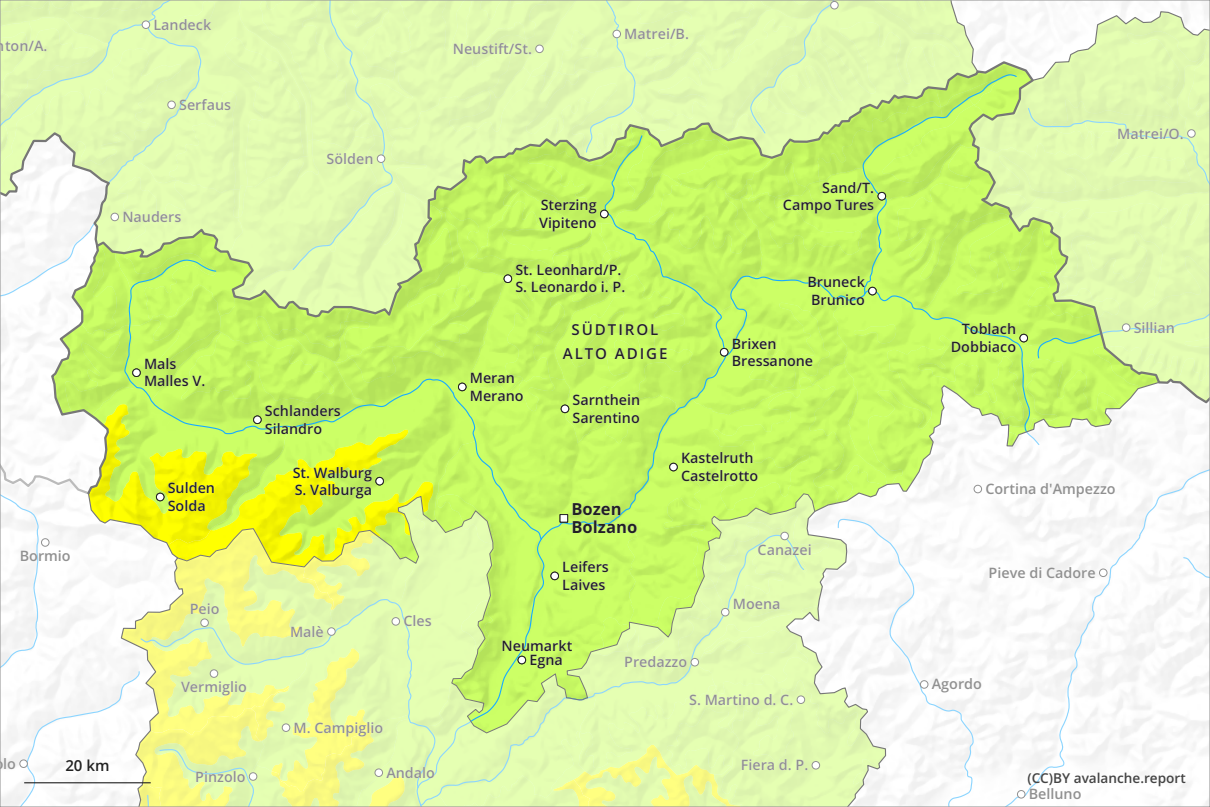 Landeck
Matrei/B.
nton/A.
Neustift/St.
Serfaus
Matrei/O.
Sölden
Sand/T.
Campo Tures
Nauders
Sterzing
Vipiteno
St. Leonhard/P.
S. Leonardo i. P.
Bruneck
Brunico
SÜDTIROL
ALTO ADIGE
Toblach
Dobbiaco
Sillian
Brixen
Bressanone
Mals
Malles V.
Meran
Merano
Sarnthein
Sarentino
Schlanders
Silandro
Kastelruth
Castelrotto
St. Walburg
S. Valburga
Sulden
Solda
Cortina d'Ampezzo
Bozen
Bolzano
Bormio
Canazei
Leifers
Laives
Pieve di Cadore
Peio
Moena
Malè
Cles
Neumarkt
Egna
Predazzo
Vermiglio
Agordo
S. Martino d. C.
M. Campiglio
olo
20 km
Pinzolo
Andalo
Fiera d. P.
(CC)BY avalanche.report
Belluno